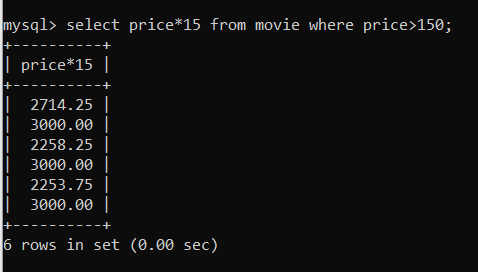 mysql> select price*15 from movie where price>150;
+----------+
| price*15 |
+----------+
|  2714.25 |
|  3000.00 |
|  2258.25 |
|  3000.00 |
|  2253.75 |
|  3000.00 |
+----------+
6 rows in set (0.00 sec)